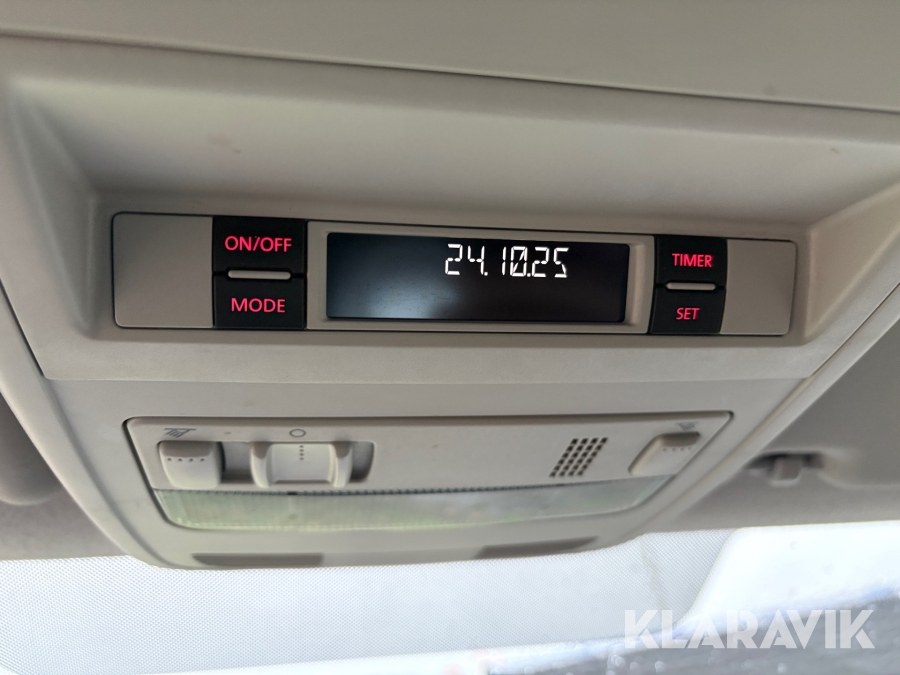 ON/OFF
MODE
24.10.25
TIMER
SET
KLARAVIK